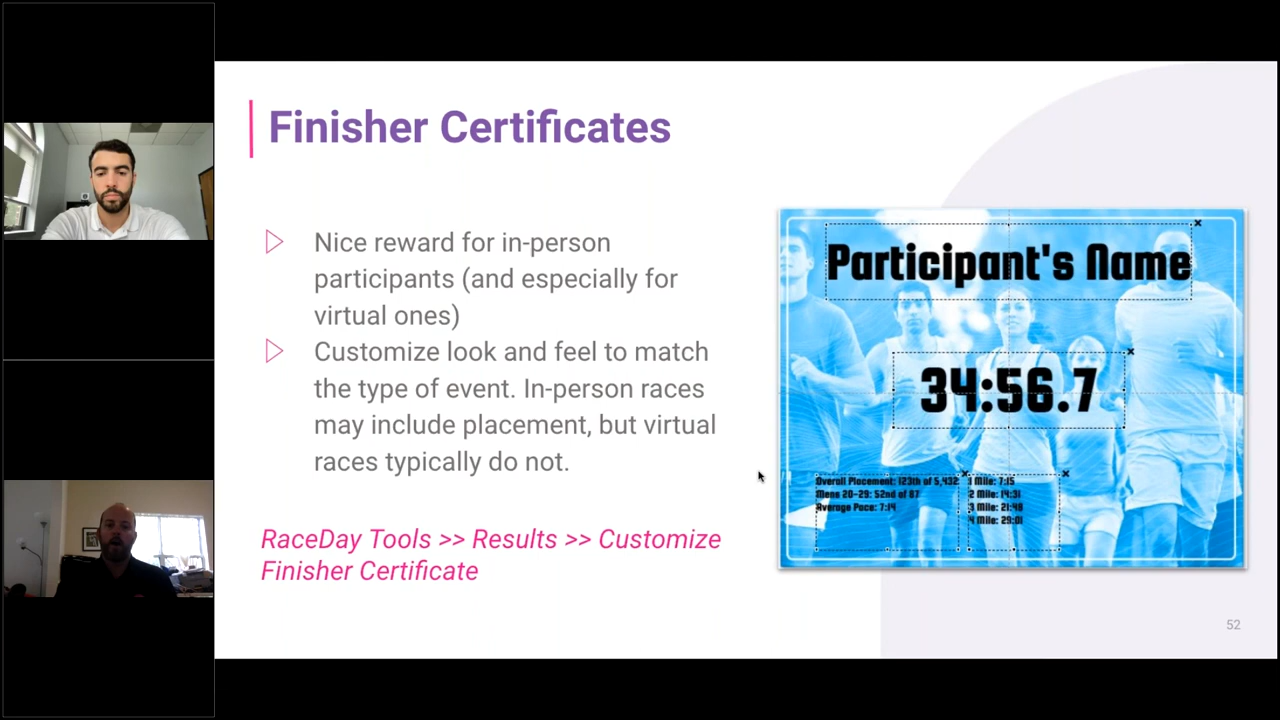 Finisher Certificates
Nice reward for in-person
participants (and especially for
virtual ones)
Customize look and feel to match
the type of event. In-person races
may include placement, but virtual
races typically do not.
RaceDay Tools >> Results >> Customize
Finisher Certificate
Participant's Name
34:56.7
Overall Placement: 123th of 5,432
Mens 20-29: 52nd of 87
Average Pace: 7:14
1 Mile: 7:15
2 Mile: 14:31
3 Mile: 21:48
4 Mile: 29:01
52